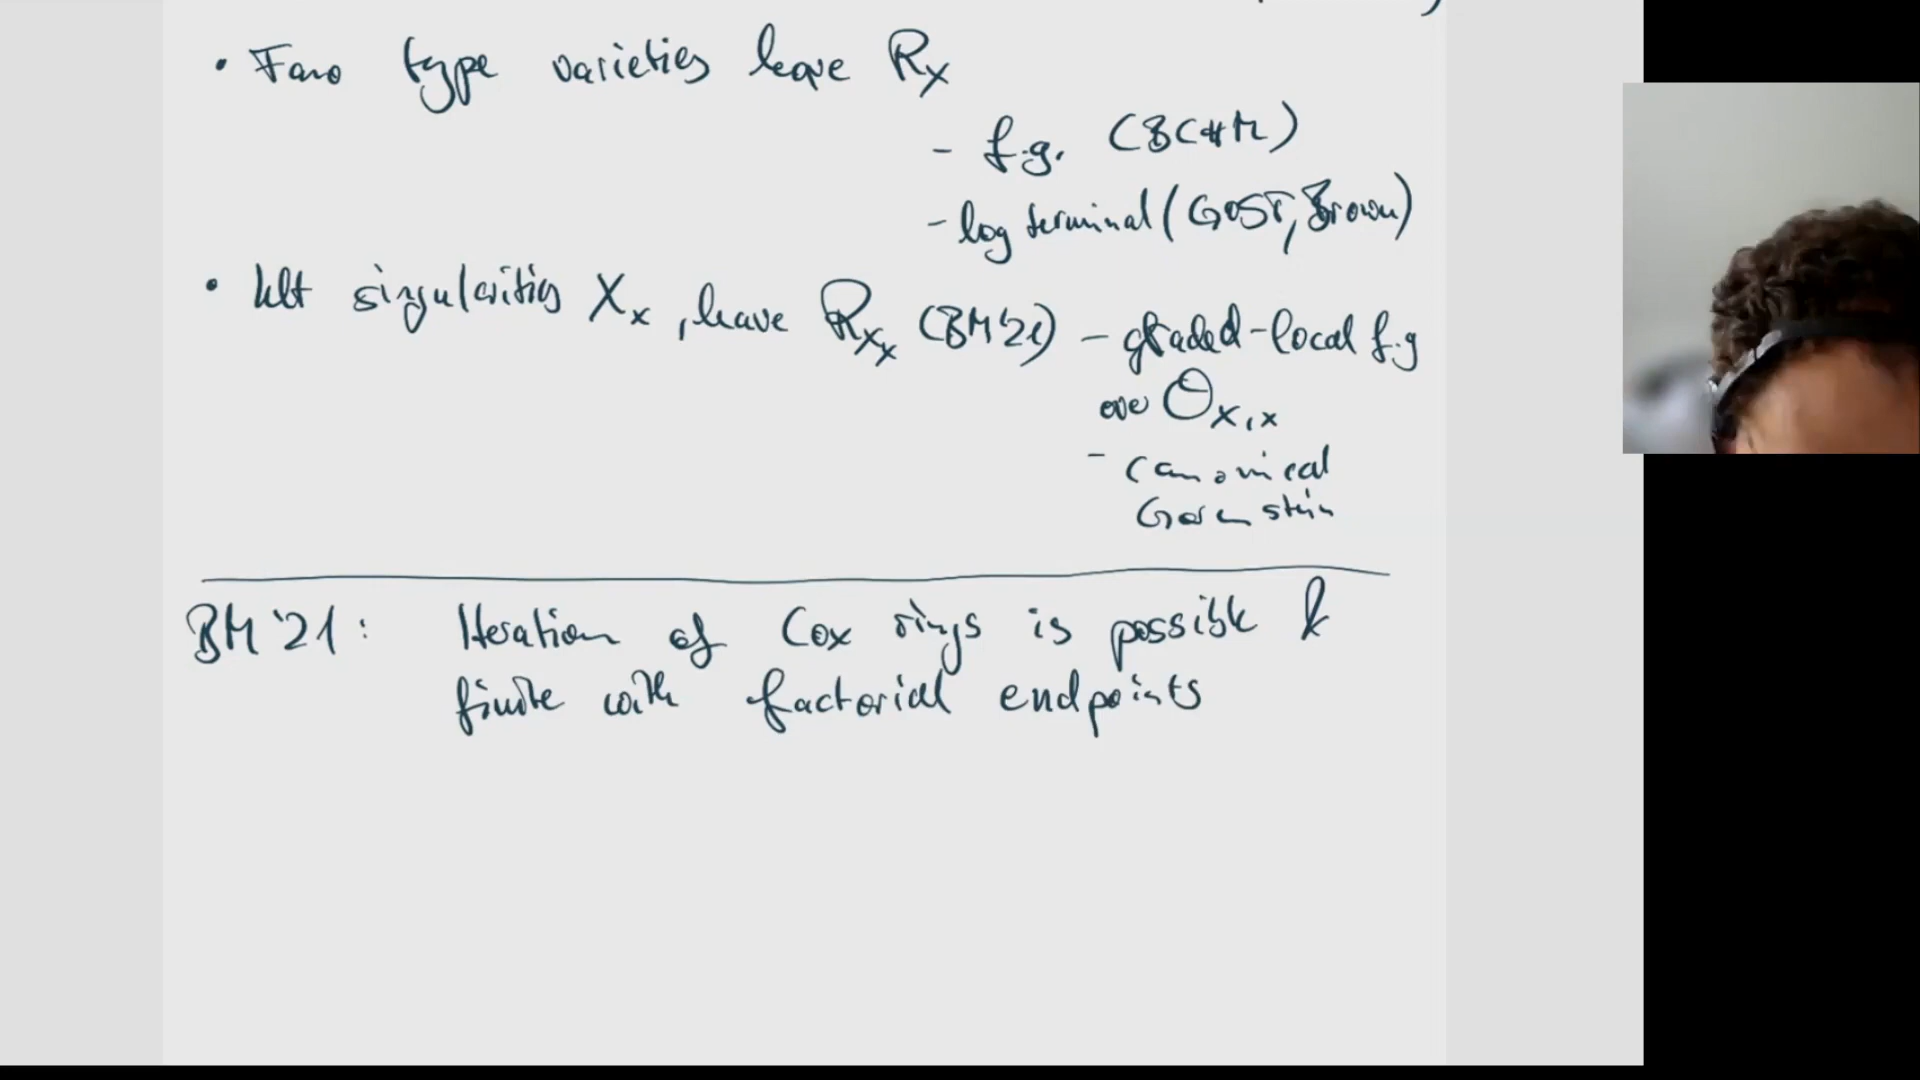 • Fano type varieties have R_X
- f.g. (BCHM)
- log terminal (GOST, Brown)
• klt singularities X_x, have R_{X_x} (BM'21) - graded-local f.g
over O_{X,x}
- canonical
Gorenstein
BM '21: Iteration of Cox rings is possible &
finite with factorial endpoints